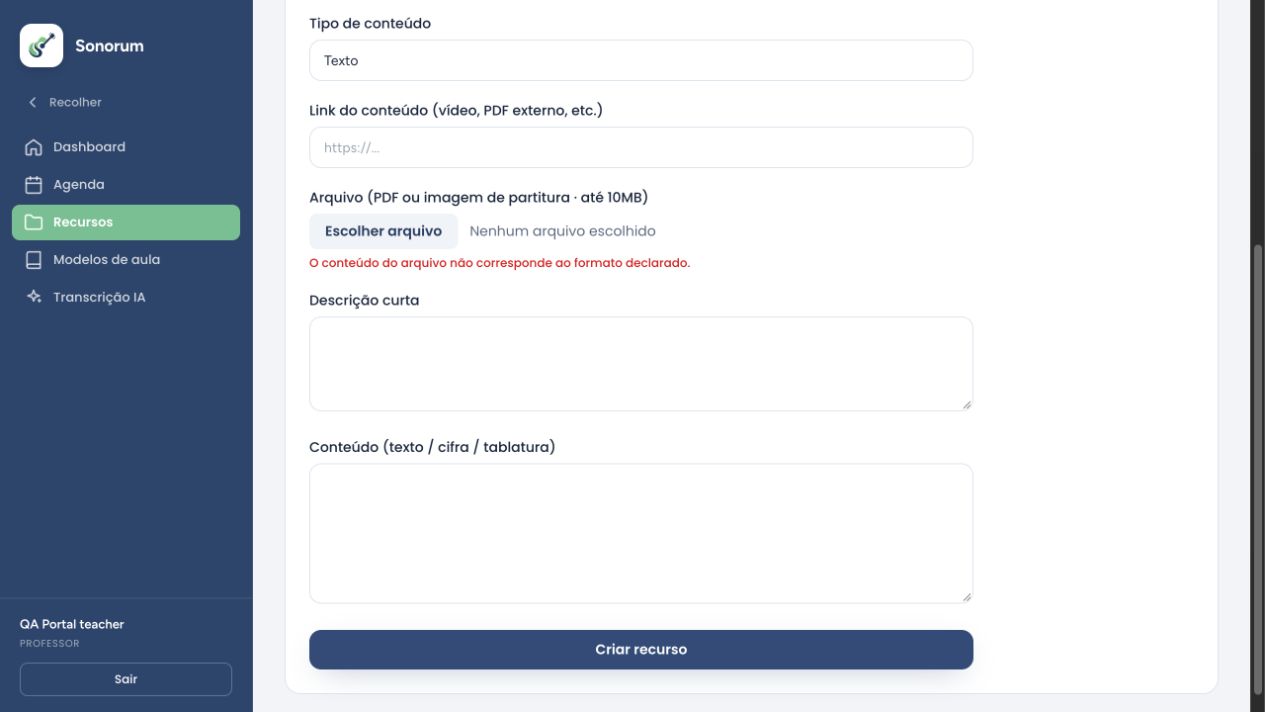 Sonorum
Recolher
Dashboard
Agenda
Recursos
Modelos de aula
Transcrição IA
QA Portal teacher
PROFESSOR
Sair
Tipo de conteúdo
Texto
Link do conteúdo (vídeo, PDF externo, etc.)
https://...
Arquivo (PDF ou imagem de partitura · até 10MB)
Escolher arquivo Nenhum arquivo escolhido
O conteúdo do arquivo não corresponde ao formato declarado.
Descrição curta
Conteúdo (texto / cifra / tablatura)
Criar recurso